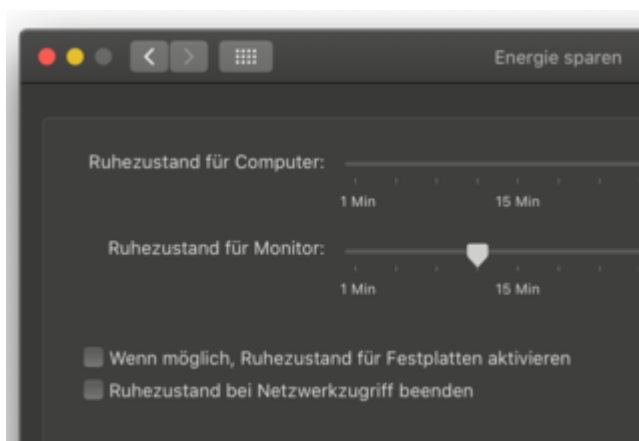 Energie sparen
Ruhezustand für Computer:
1 Min 15 Min
Ruhezustand für Monitor:
1 Min 15 Min
Wenn möglich, Ruhezustand für Festplatten aktivieren
Ruhezustand bei Netzwerkzugriff beenden